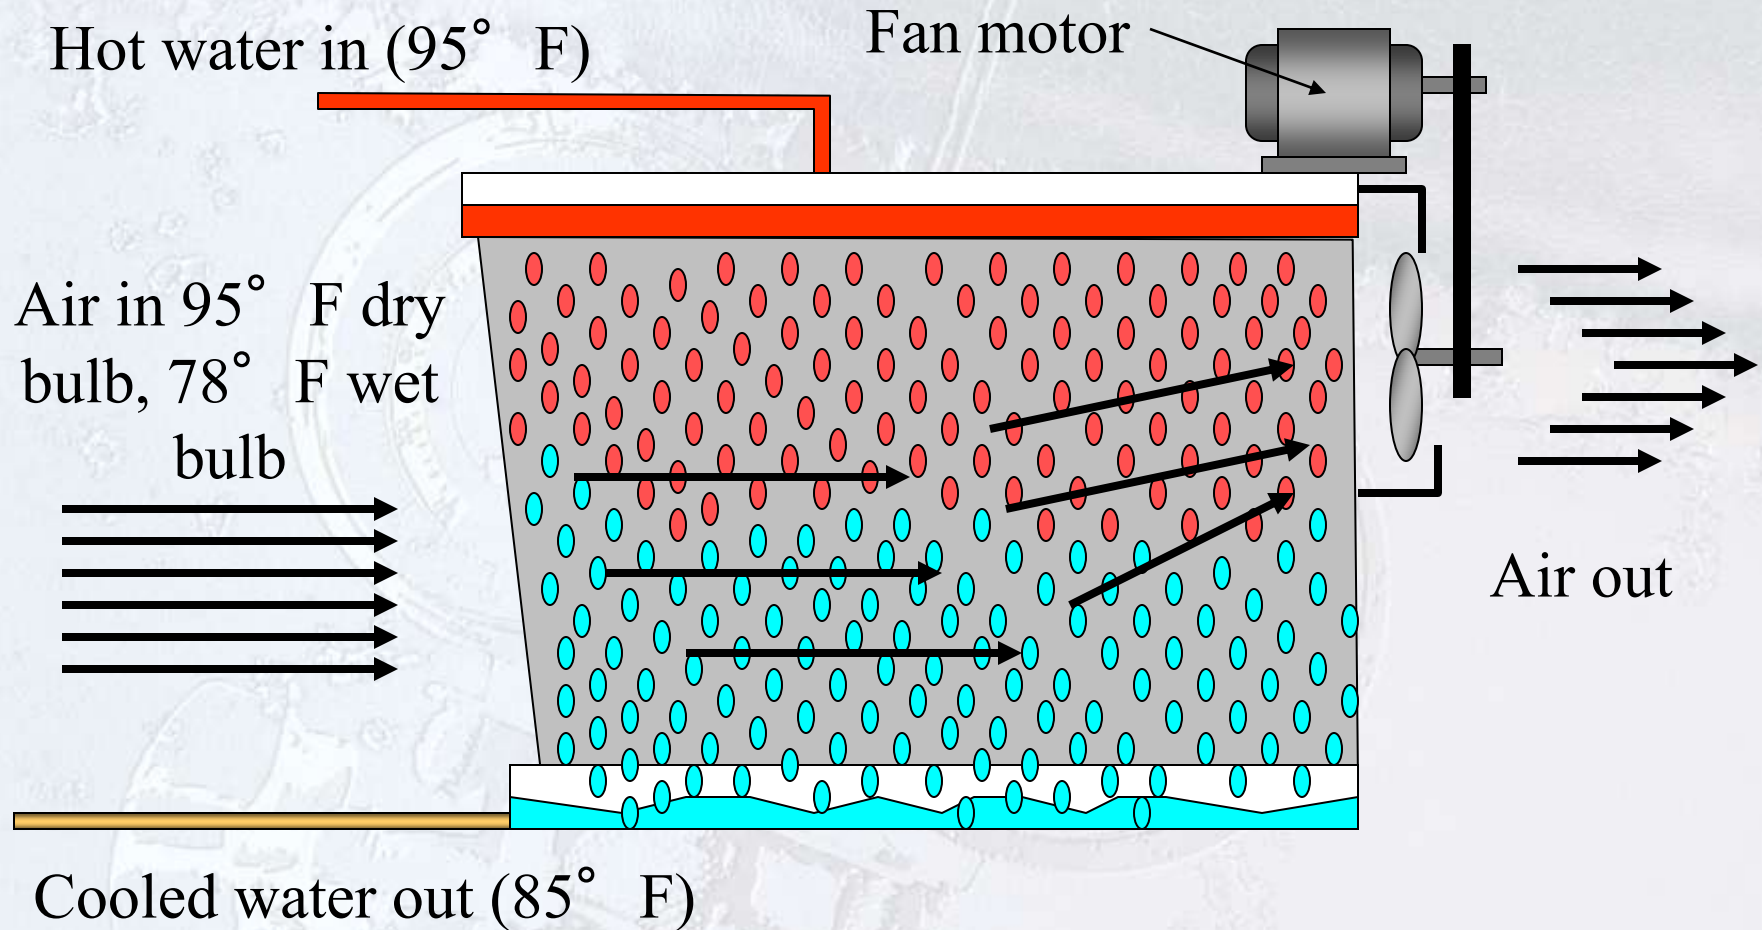 Hot water in (95° F)
Fan motor
Air in 95° F dry
bulb, 78° F wet
bulb
Air out
Cooled water out (85° F)